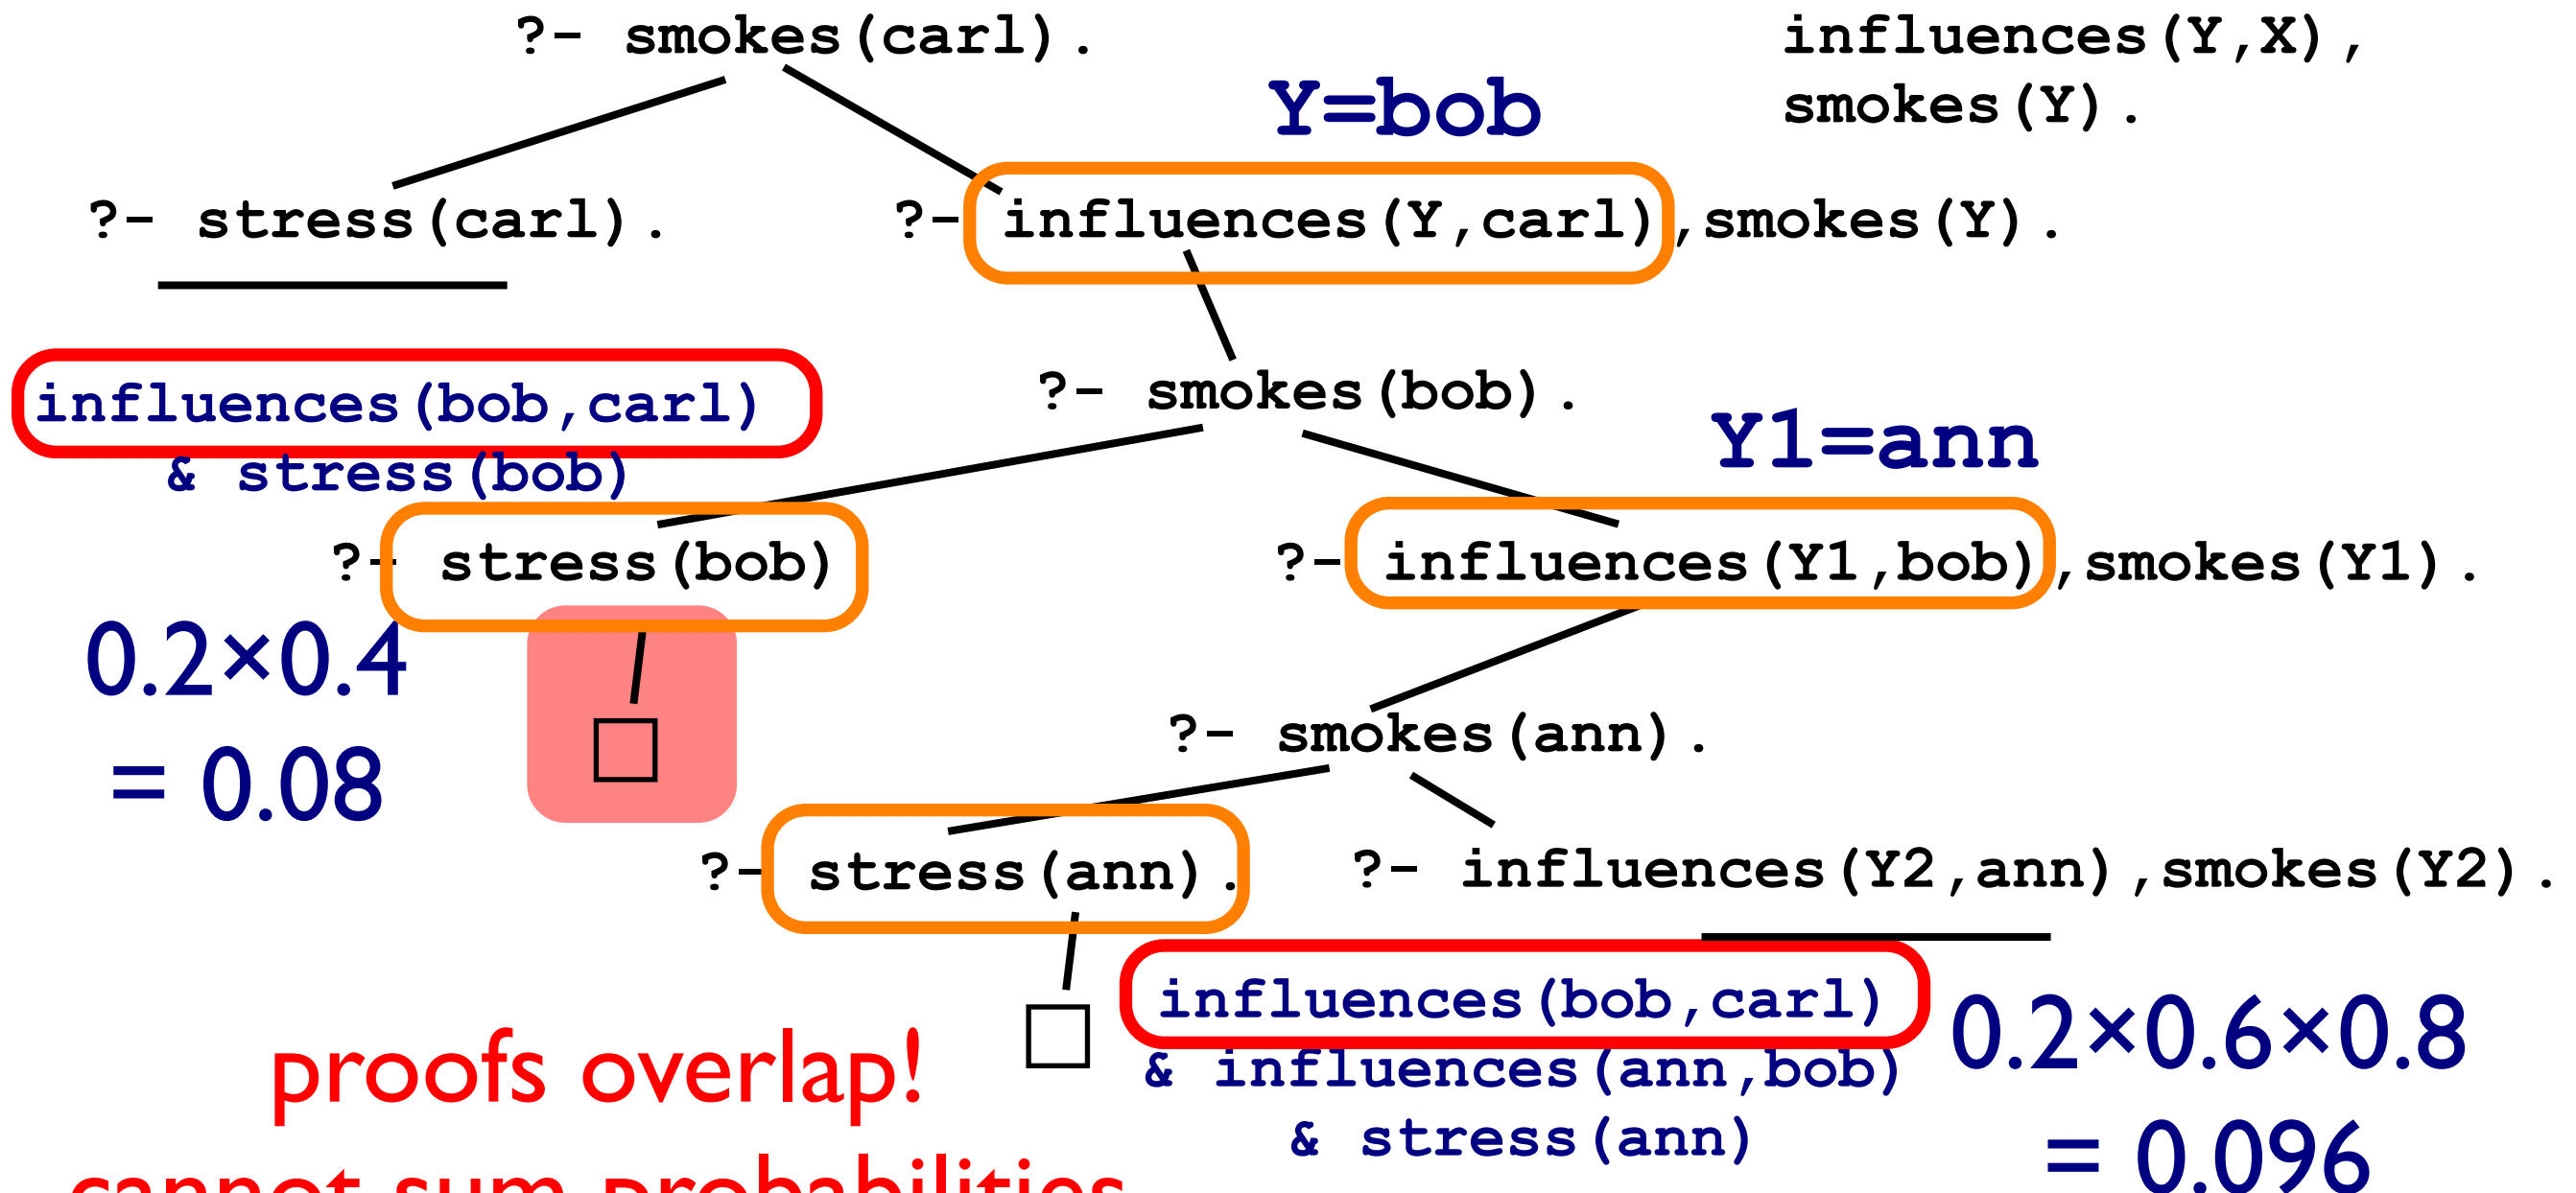 ?- smokes(carl).
influences(Y,X),
smokes(Y).
Y=bob
?- stress(carl).
?- influences(Y,carl),smokes(Y).
influences(bob,carl)
& stress(bob)
?- smokes(bob).
Y1=ann
?- stress(bob)
?- influences(Y1,bob),smokes(Y1).
0.2×0.4
= 0.08
?- smokes(ann).
?- stress(ann).
?- influences(Y2,ann),smokes(Y2).
influences(bob,carl)
& influences(ann,bob)
& stress(ann)
0.2×0.6×0.8
= 0.096
proofs overlap!
cannot sum probabilities